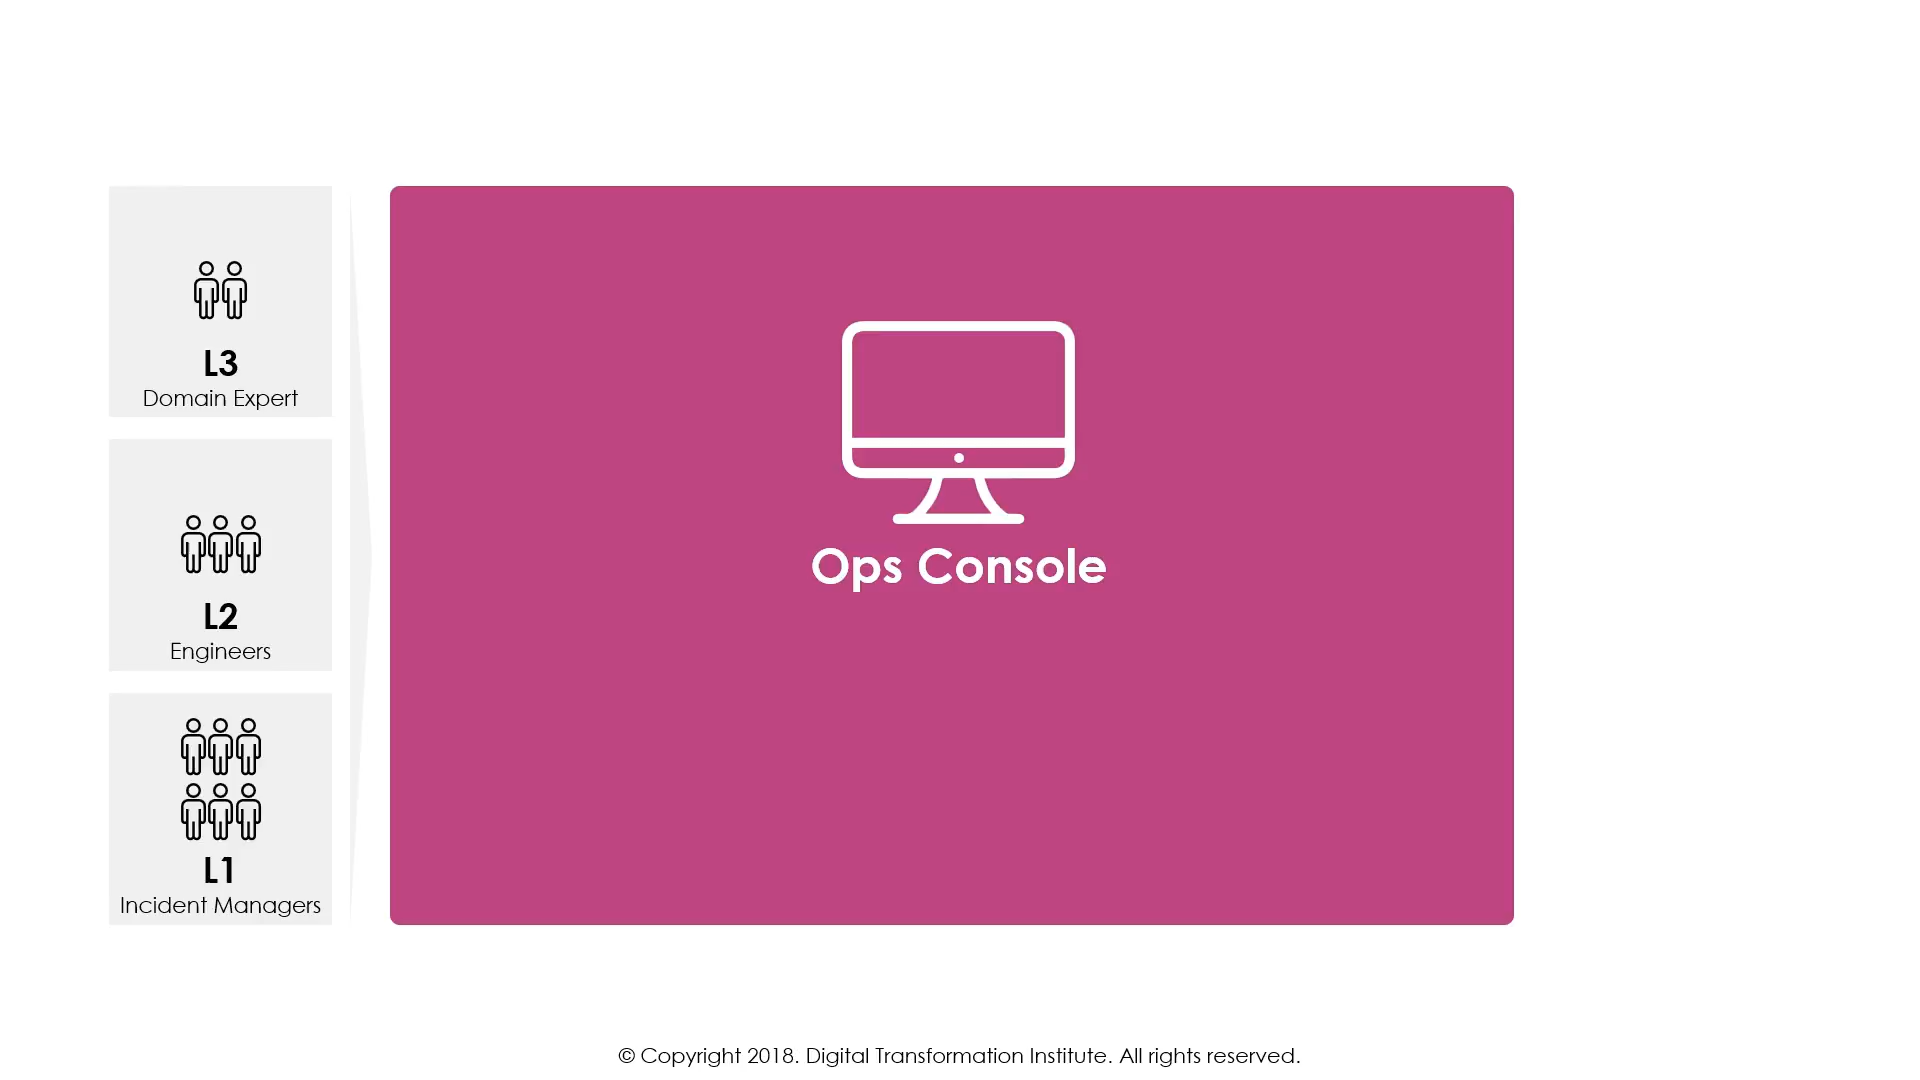 L3
Domain Expert
L2
Engineers
L1
Incident Managers
Ops Console
© Copyright 2018. Digital Transformation Institute. All rights reserved.